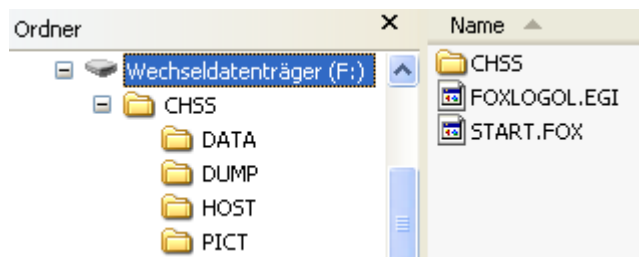 Ordner
Wechseldatenträger (F:)
CHSS
DATA
DUMP
HOST
PICT
Name
CHSS
FOXLOGOL.EGI
START.FOX